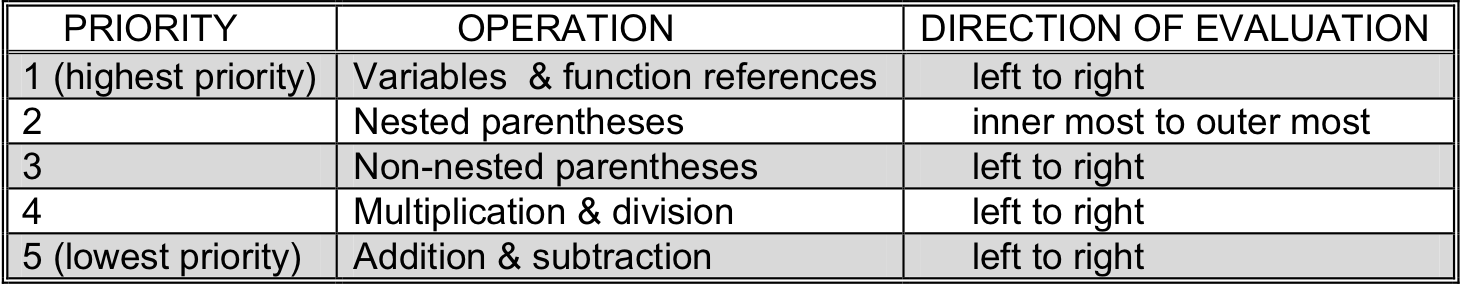 PRIORITY OPERATION DIRECTION OF EVALUATION
1 (highest priority) Variables & function references left to right
2 Nested parentheses inner most to outer most
3 Non-nested parentheses left to right
4 Multiplication & division left to right
5 (lowest priority) Addition & subtraction left to right